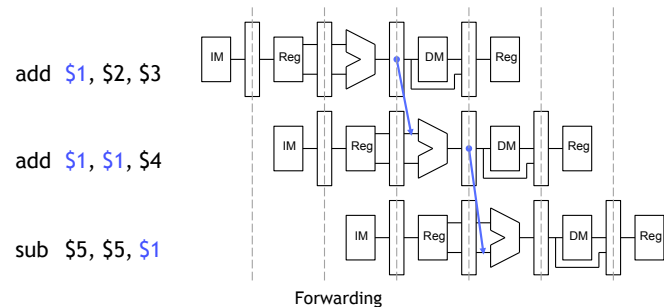 IM Reg DM Reg
add $1, $2, $3
IM Reg DM Reg
add $1, $1, $4
IM Reg DM Reg
sub $5, $5, $1
Forwarding